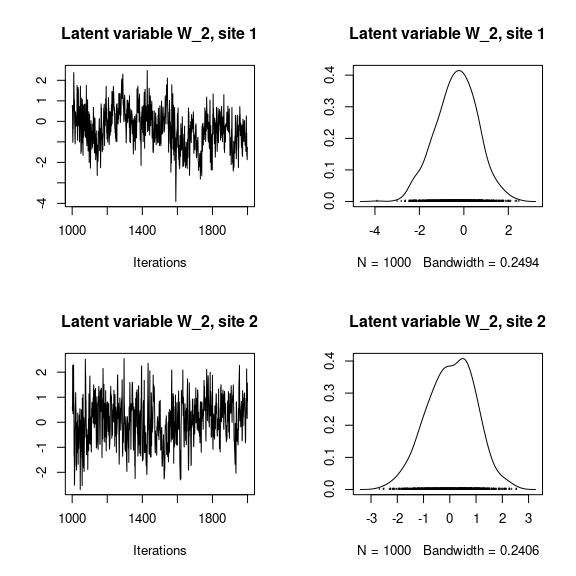 Latent variable W_2, site 1
2
1
0
-2
-4
1000 1400 1800
Iterations
Latent variable W_2, site 1
0.4
0.3
0.2
0.1
0.0
-4 -2 0 2
N = 1000 Bandwidth = 0.2494
Latent variable W_2, site 2
2
1
0
-1
-2
1000 1400 1800
Iterations
Latent variable W_2, site 2
0.4
0.3
0.2
0.1
0.0
-3 -2 -1 0 1 2 3
N = 1000 Bandwidth = 0.2406